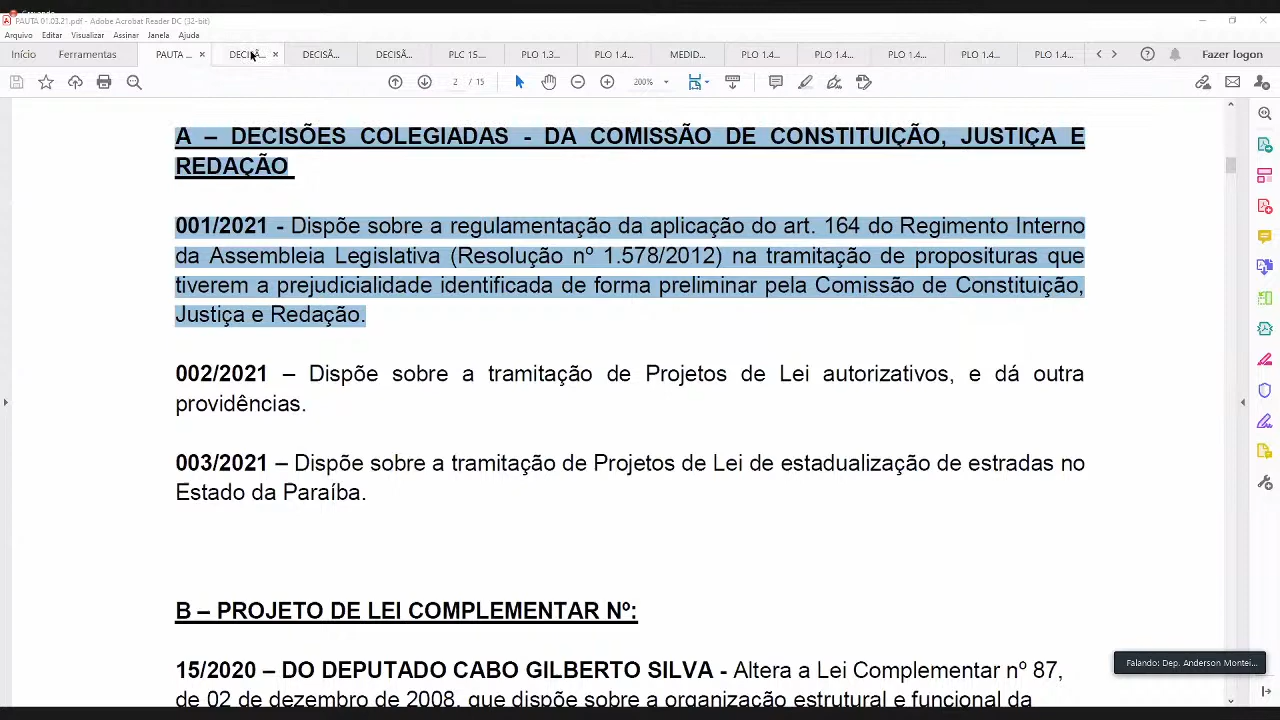 PAUTA 01.03.21.pdf - Adobe Acrobat Reader DC (32-bit)
Arquivo Editar Visualizar Assinar Janela Ajuda
Início Ferramentas PAUTA ... × DECISÃ... × DECISÃ... DECISÃ... PLC 15.... PLO 1.3... PLO 1.4... MEDID... PLO 1.4... PLO 1.4... PLO 1.4... PLO 1.4... PLO 1.4... Fazer logon
2 / 15 200%
A – DECISÕES COLEGIADAS - DA COMISSÃO DE CONSTITUIÇÃO, JUSTIÇA E
REDAÇÃO
001/2021 - Dispõe sobre a regulamentação da aplicação do art. 164 do Regimento Interno
da Assembleia Legislativa (Resolução nº 1.578/2012) na tramitação de proposituras que
tiverem a prejudicialidade identificada de forma preliminar pela Comissão de Constituição,
Justiça e Redação.
002/2021 – Dispõe sobre a tramitação de Projetos de Lei autorizativos, e dá outra
providências.
003/2021 – Dispõe sobre a tramitação de Projetos de Lei de estadualização de estradas no
Estado da Paraíba.
B – PROJETO DE LEI COMPLEMENTAR Nº:
15/2020 – DO DEPUTADO CABO GILBERTO SILVA - Altera a Lei Complementar nº 87,
de 02 de dezembro de 2008, que dispõe sobre a organização estrutural e funcional da
Falando: Dep. Anderson Montei...